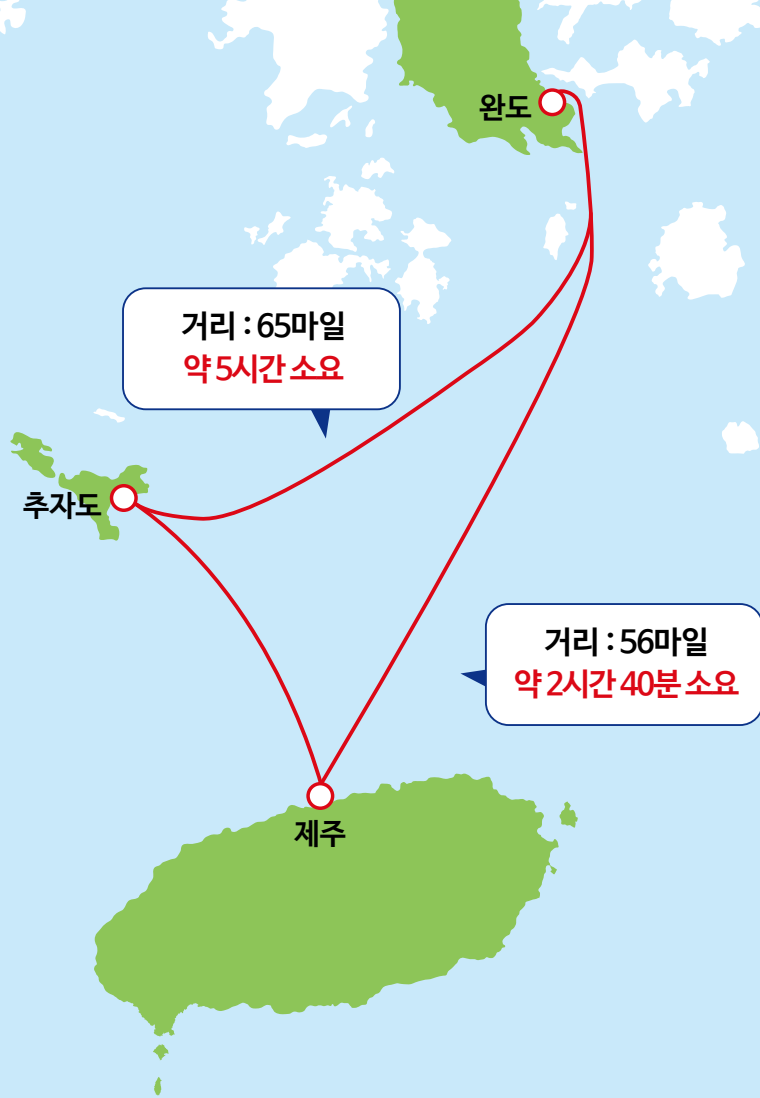 완도
거리 : 65마일
약 5시간 소요
추자도
거리 : 56마일
약 2시간 40분 소요
제주